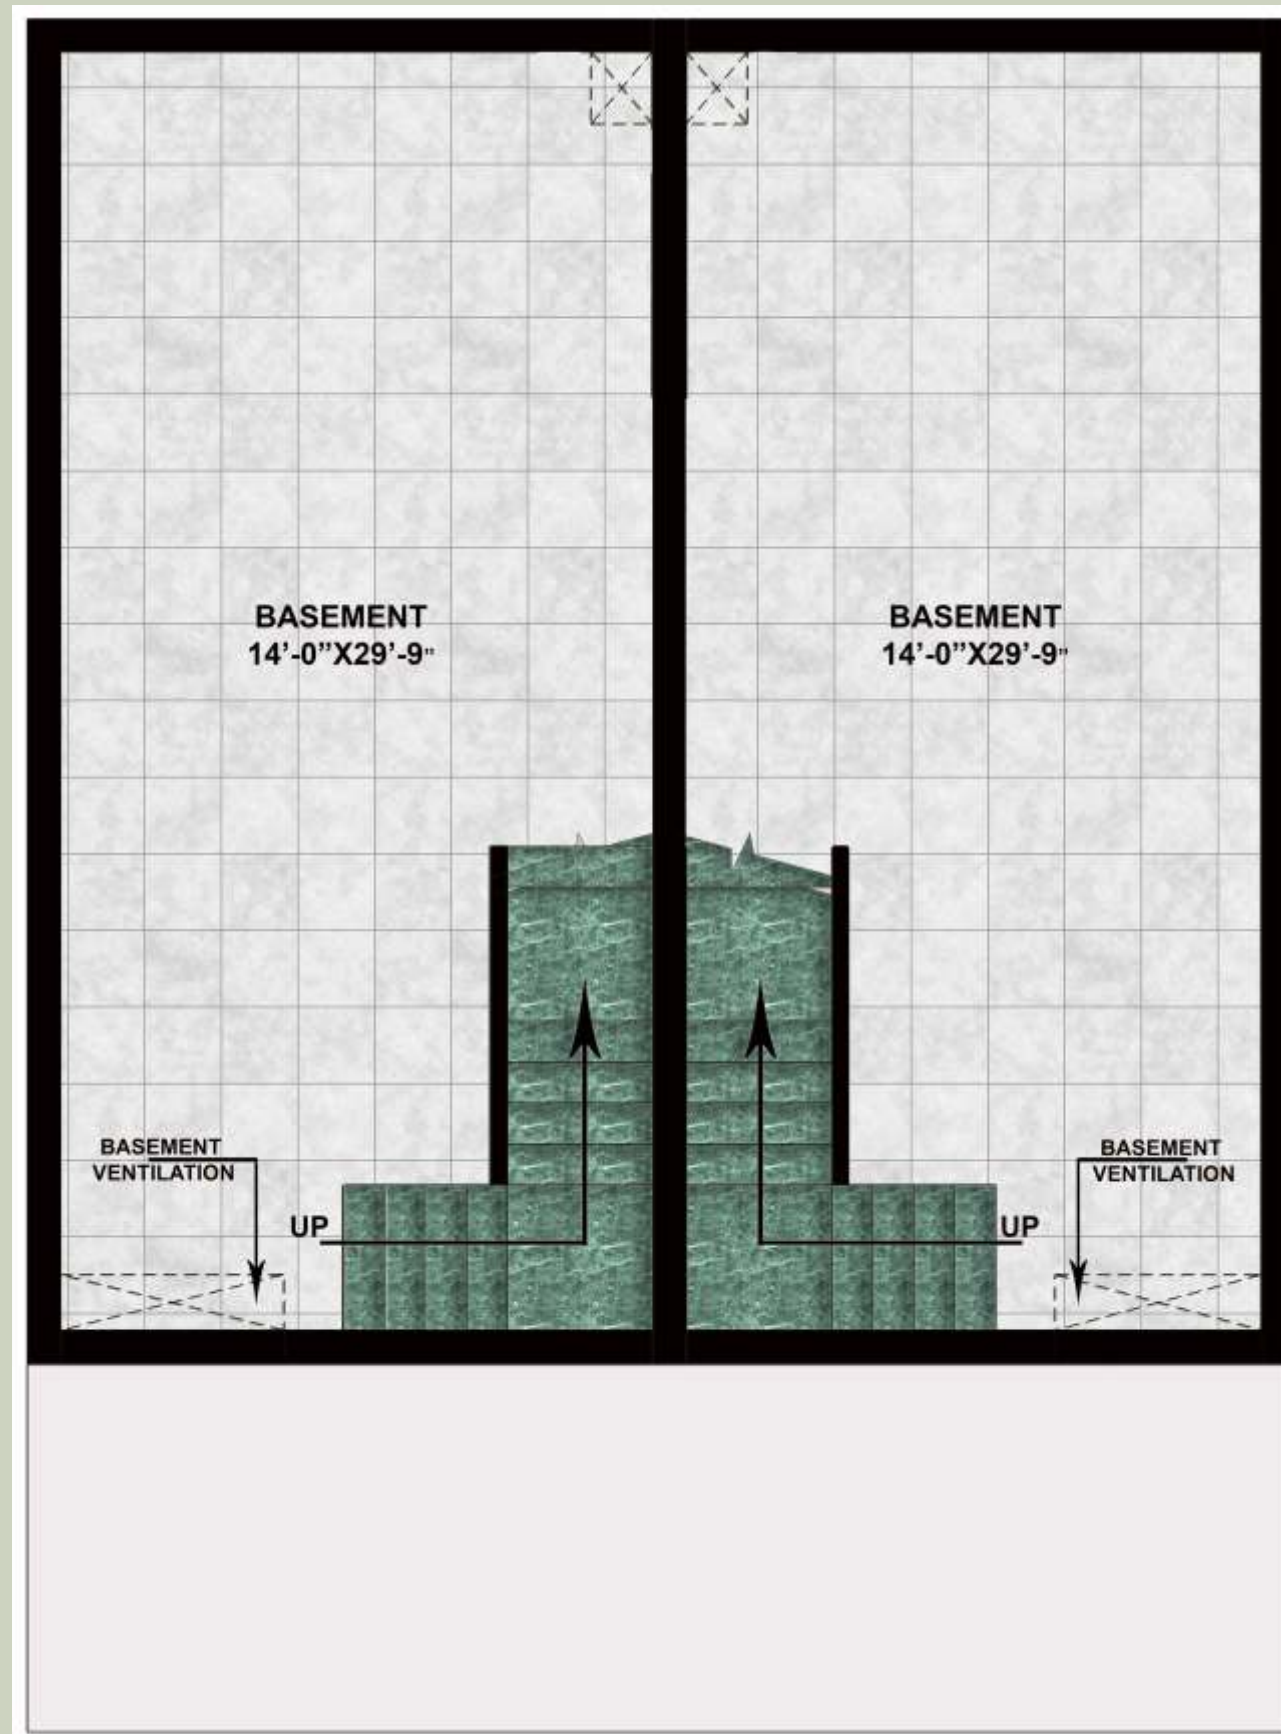 BASEMENT
14’-0”X29’-9”
BASEMENT
14’-0”X29’-9”
BASEMENT
VENTILATION
UP
UP
BASEMENT
VENTILATION